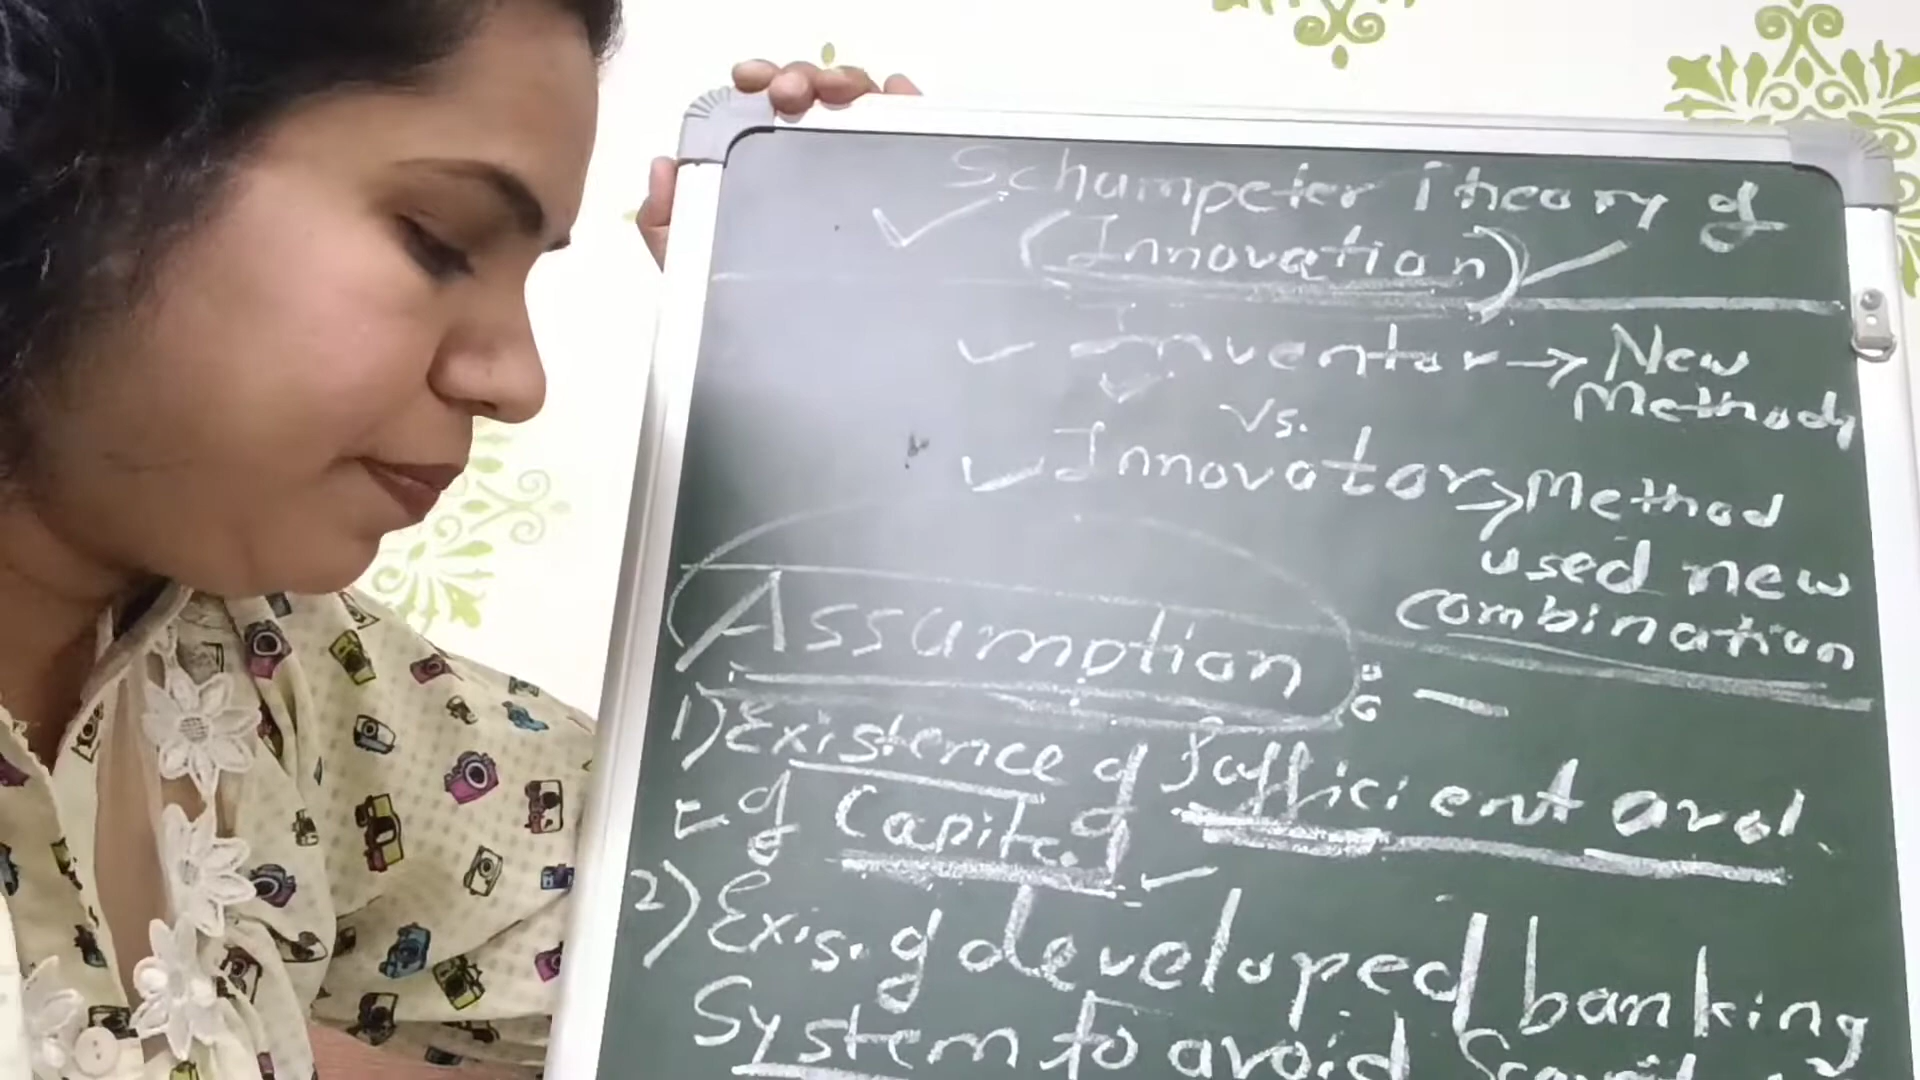 Schumpeter Theory of
(Innovation)
Inventor → New
Methods
vs.
Innovator → Method
used new
combination
Assumption :-
1) Existence of Sufficient
of Capital
2) Exis. of developed banking
System to avoid